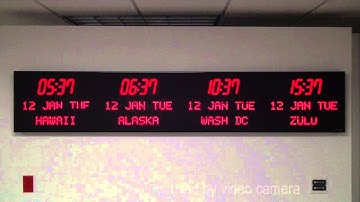 05:37 06:37 10:37 15:37
12 JAN TUE 12 JAN TUE 12 JAN TUE 12 JAN TUE
HAWAII ALASKA WASH DC ZULU
by video camera